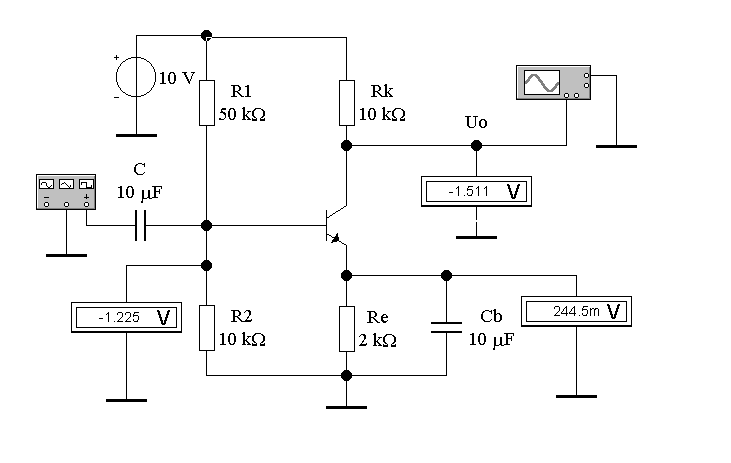 +
10 V
−
R1
50 kΩ
Rk
10 kΩ
Uo
-1.511 V
C
10 µF
− +
-1.225 V
R2
10 kΩ
Re
2 kΩ
Cb
10 µF
244.5m V